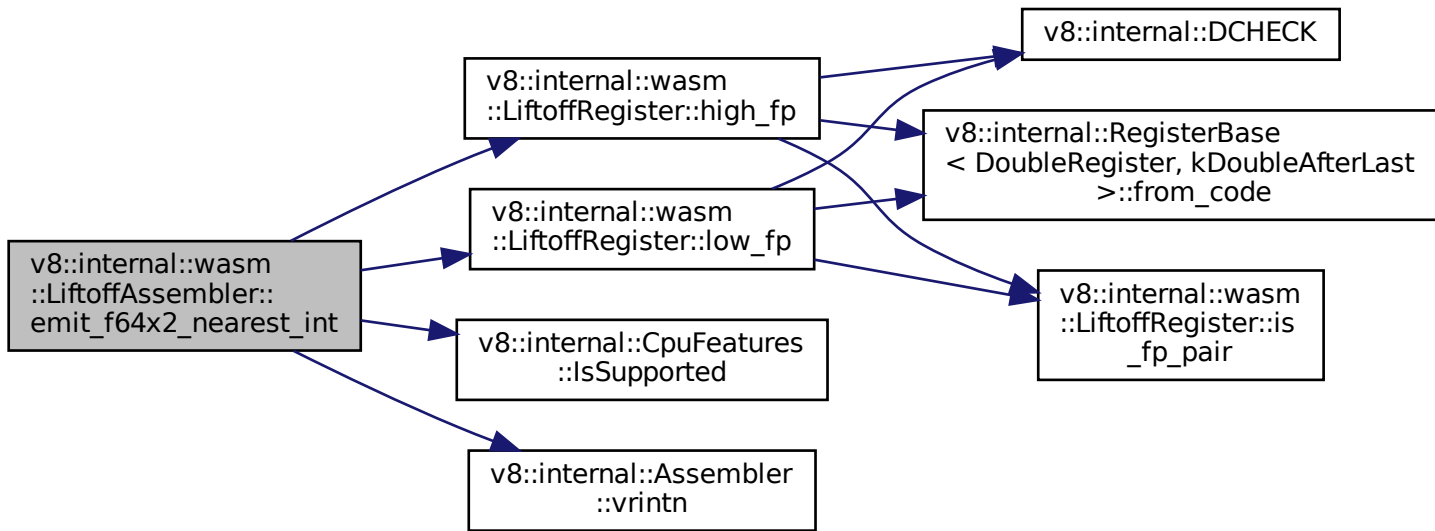 v8::internal::wasm
::LiftoffAssembler::
emit_f64x2_nearest_int
v8::internal::wasm
::LiftoffRegister::high_fp
v8::internal::wasm
::LiftoffRegister::low_fp
v8::internal::CpuFeatures
::IsSupported
v8::internal::Assembler
::vrintn
v8::internal::DCHECK
v8::internal::RegisterBase
< DoubleRegister, kDoubleAfterLast
>::from_code
v8::internal::wasm
::LiftoffRegister::is
_fp_pair